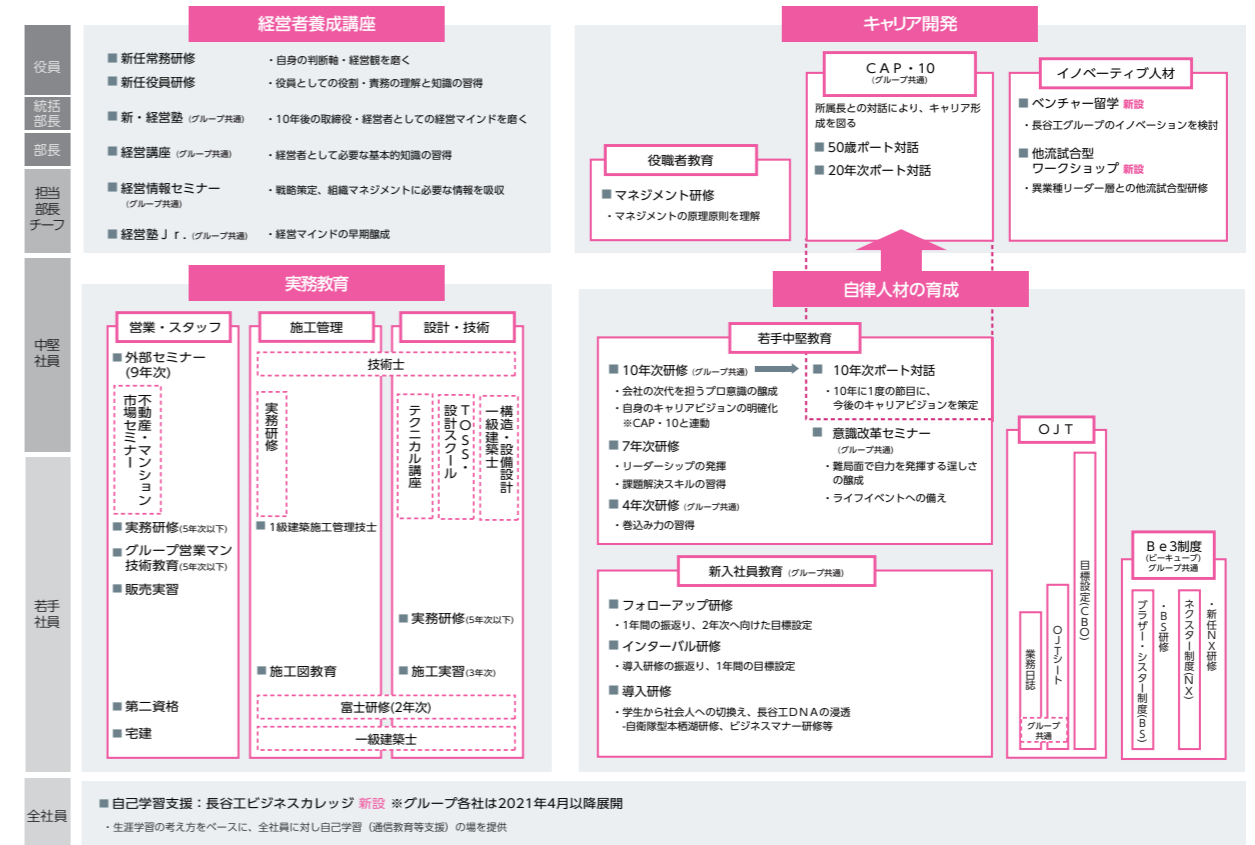 役員
統括
部長
部長
担当
部長
チーフ
中堅
社員
若手
社員
全社員
経営者養成講座
■ 新任常務研修
・自身の判断軸・経営観を磨く
■ 新任役員研修
・役員としての役割・責務の理解と知識の習得
■ 新・経営塾 (グループ共通)
・10年後の取締役・経営者としての経営マインドを磨く
■ 経営講座 (グループ共通)
・経営者として必要な基本的知識の習得
■ 経営情報セミナー
(グループ共通)
・戦略策定、組織マネジメントに必要な情報を吸収
■ 経営塾Ｊｒ. (グループ共通)
・経営マインドの早期醸成
キャリア開発
役職者教育
■ マネジメント研修
・マネジメントの原理原則を理解
ＣＡＰ・10
(グループ共通)
所属長との対話により、キャリア形
成を図る
■ 50歳ポート対話
■ 20年次ポート対話
イノベーティブ人材
■ ベンチャー留学 新設
・長谷工グループのイノベーションを検討
■ 他流試合型
ワークショップ 新設
・異業種リーダー層との他流試合型研修
実務教育
営業・スタッフ
■ 外部セミナー
(9年次)
不動産・マンション
市場セミナー
■ 実務研修(5年次以下)
■ グループ営業マン
技術教育(5年次以下)
■ 販売実習
■ 第二資格
■ 宅建
施工管理
設計・技術
技術士
実務研修
テクニカル講座
ＴＯＳＳ・
設計スクール
構造・設備設計
一級建築士
■ 1級建築施工管理技士
■ 実務研修(5年次以下)
■ 施工図教育
■ 施工実習(3年次)
富士研修(2年次)
一級建築士
自律人材の育成
若手中堅教育
■ 10年次研修 (グループ共通)
・会社の次代を担うプロ意識の醸成
・自身のキャリアビジョンの明確化
※CAP・10と連動
■ 7年次研修
・リーダーシップの発揮
・課題解決スキルの習得
■ 4年次研修 (グループ共通)
・巻込み力の習得
■ 10年次ポート対話
・10年に1度の節目に、
今後のキャリアビジョンを策定
■ 意識改革セミナー
(グループ共通)
・難局面で自力を発揮する逞しさ
の醸成
・ライフイベントへの備え
新入社員教育 (グループ共通)
■ フォローアップ研修
・1年間の振返り、2年次へ向けた目標設定
■ インターバル研修
・導入研修の振返り、1年間の目標設定
■ 導入研修
・学生から社会人への切換え、長谷工ＤＮＡの浸透
-自衛隊型本栖湖研修、ビジネスマナー研修等
ＯＪＴ
業務日誌
ＯＪＴシート
グループ
共通
目標設定(ＣＢＯ)
Ｂｅ3制度
(ビーキューブ)
グループ共通
ブラザー・シスター制度(ＢＳ)
・ＢＳ研修
ネクスター制度(ＮＸ)
・新任ＮＸ研修
■ 自己学習支援：長谷工ビジネスカレッジ 新設 ※グループ各社は2021年4月以降展開
・生涯学習の考え方をベースに、全社員に対し自己学習（通信教育等支援）の場を提供